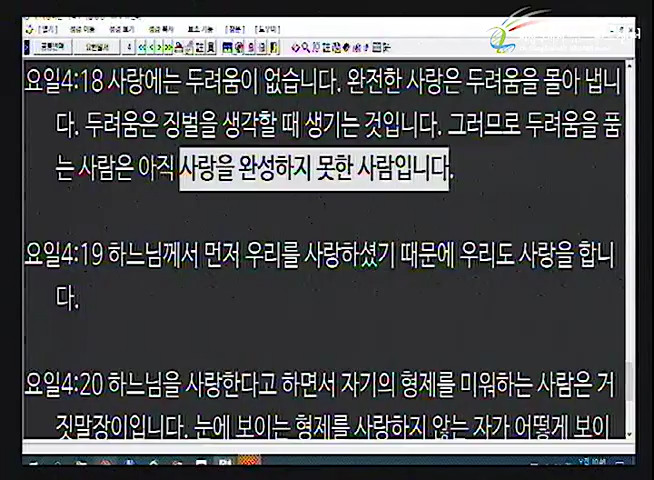 요일4:18 사랑에는 두려움이 없습니다. 완전한 사랑은 두려움을 몰아 냅니
다. 두려움은 징벌을 생각할 때 생기는 것입니다. 그러므로 두려움을 품
는 사람은 아직 사랑을 완성하지 못한 사람입니다.
요일4:19 하느님께서 먼저 우리를 사랑하셨기 때문에 우리도 사랑을 합니
다.
요일4:20 하느님을 사랑한다고 하면서 자기의 형제를 미워하는 사람은 거
짓말장이입니다. 눈에 보이는 형제를 사랑하지 않는 자가 어떻게 보이